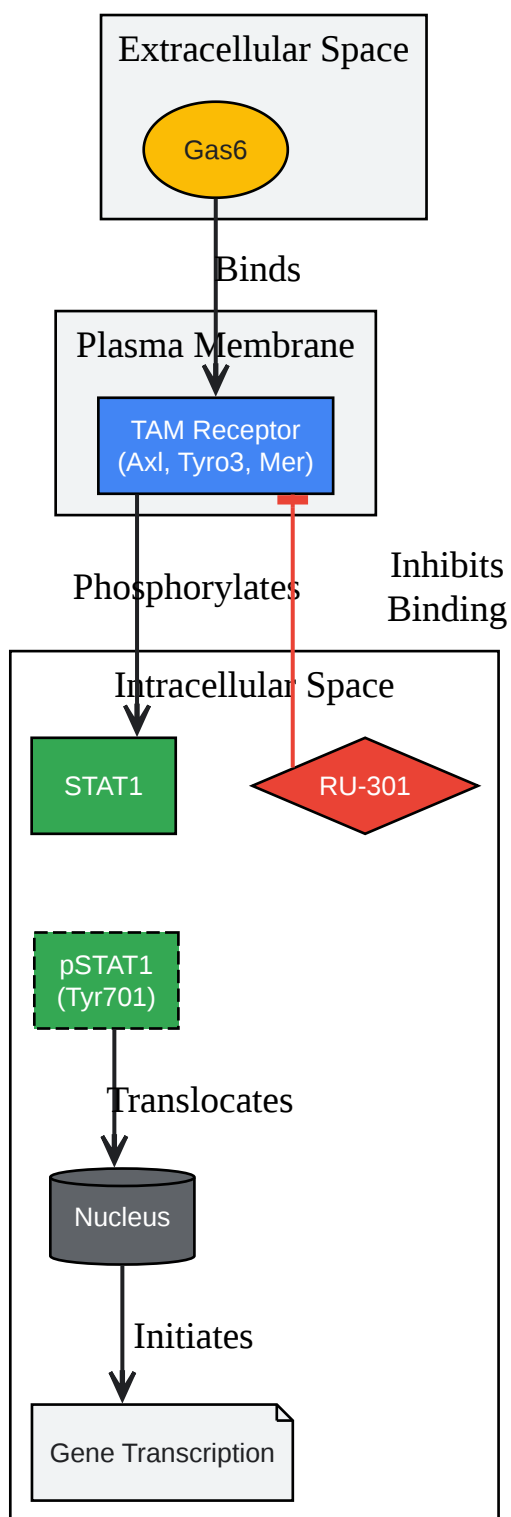 Extracellular Space
Gas6
Binds
Plasma Membrane
TAM Receptor
(Axl, Tyro3, Mer)
Inhibits
Binding
Phosphorylates
Intracellular Space
STAT1
RU-301
pSTAT1
(Tyr701)
Translocates
Nucleus
Initiates
Gene Transcription